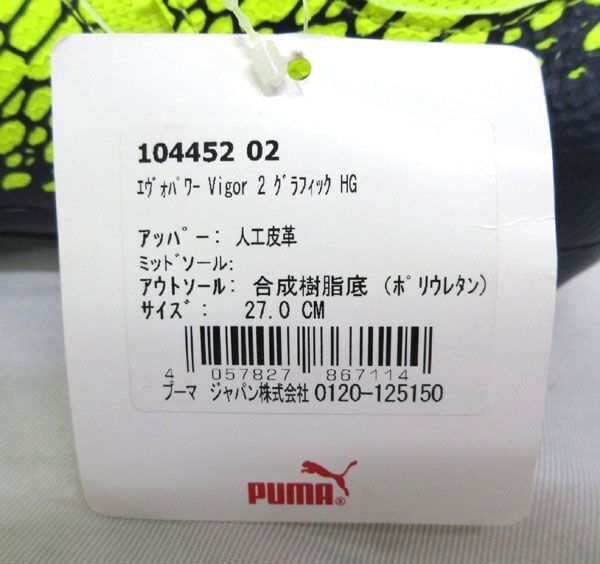 104452 02
ｴｳﾞｫﾊﾟﾜｰ Vigor 2 ｸﾞﾗﾌｨｯｸ HG
アッパー: 人工皮革
ミッドソール:
アウトソール: 合成樹脂底 (ポリウレタン)
サイズ: 27.0 CM
4 057827 867114
プーマ ジャパン株式会社 0120-125150
PUMA®